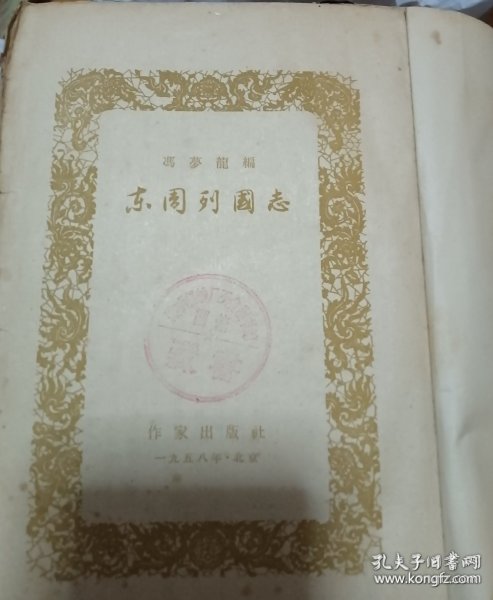 馮夢龍編
东周列國志
作家出版社
一九五八年·北京
孔夫子旧書网
www.kongfz.com